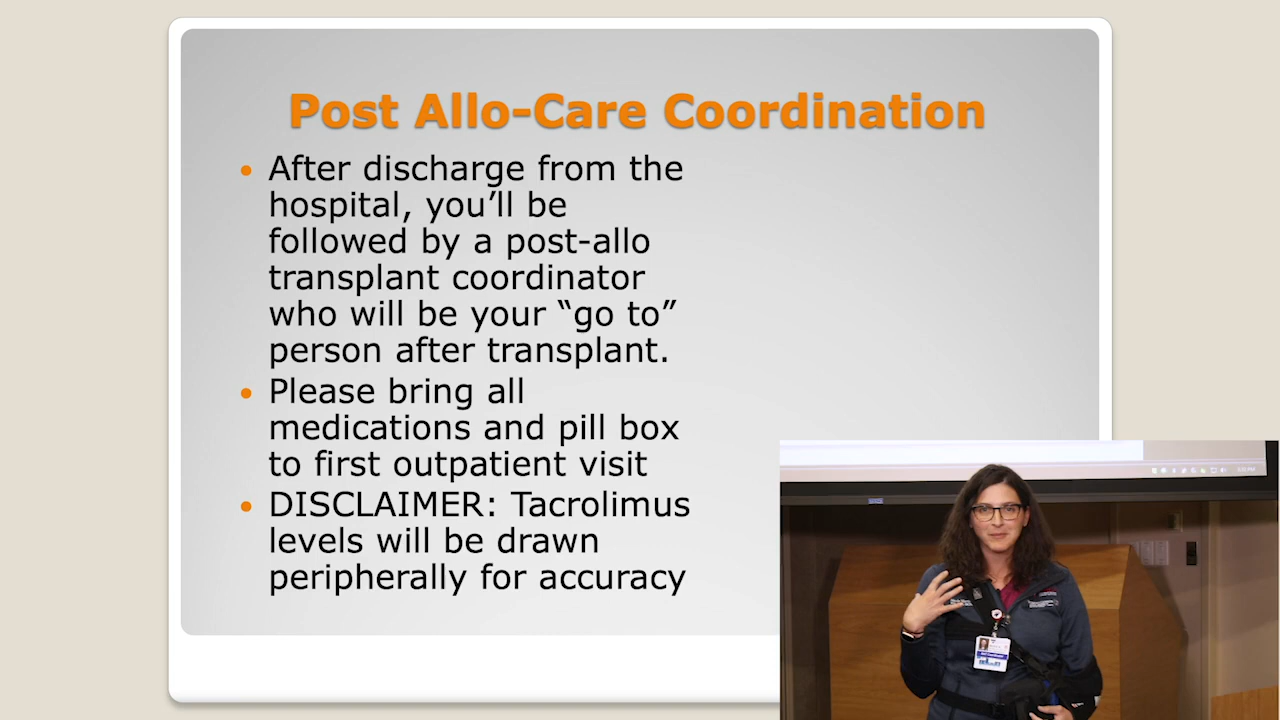 Post Allo-Care Coordination
• After discharge from the
hospital, you’ll be
followed by a post-allo
transplant coordinator
who will be your “go to”
person after transplant.
• Please bring all
medications and pill box
to first outpatient visit
• DISCLAIMER: Tacrolimus
levels will be drawn
peripherally for accuracy